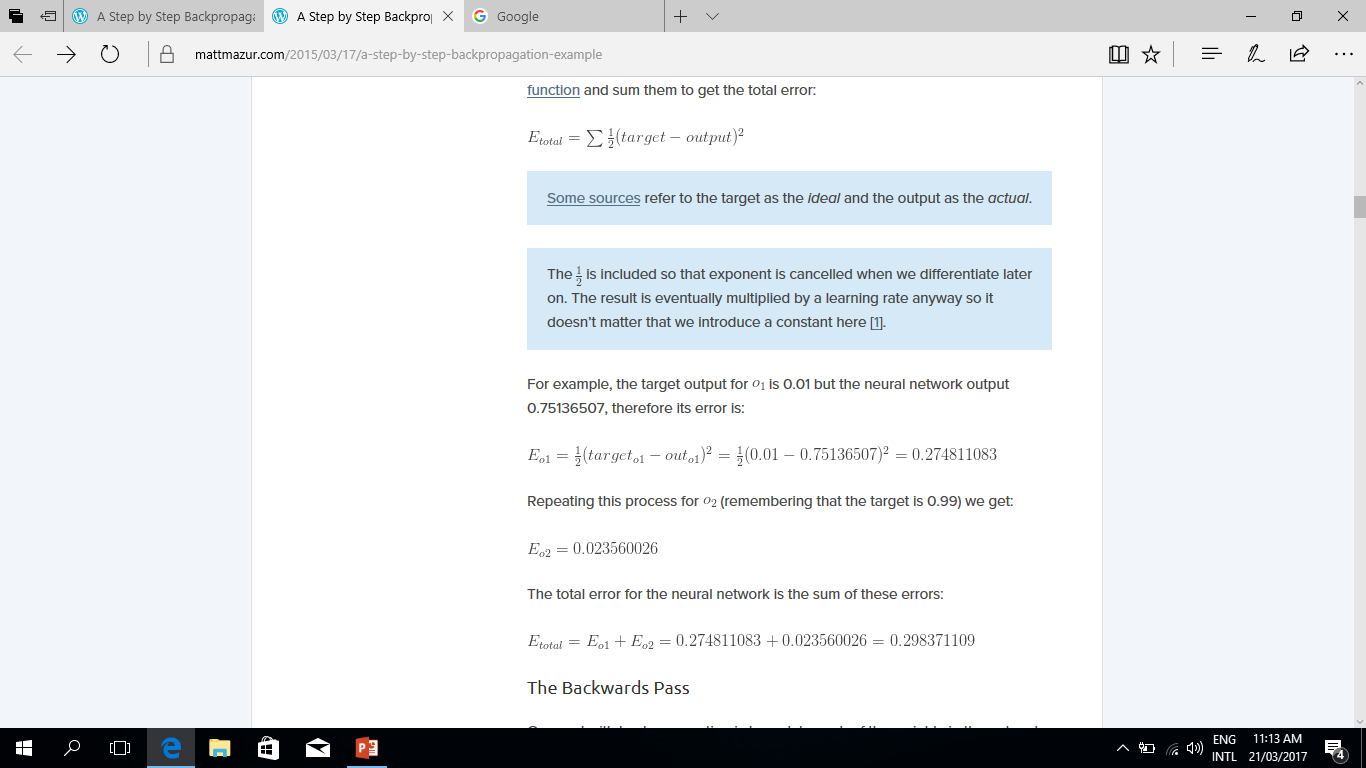 A Step by Step Backpropaga
A Step by Step Backprop
Google
mattmazur.com/2015/03/17/a-step-by-step-backpropagation-example
function and sum them to get the total error:
E_total = ∑ ½(target − output)²
Some sources refer to the target as the ideal and the output as the actual.
The ½ is included so that exponent is cancelled when we differentiate later
on. The result is eventually multiplied by a learning rate anyway so it
doesn't matter that we introduce a constant here [1].
For example, the target output for o₁ is 0.01 but the neural network output
0.75136507, therefore its error is:
E_o1 = ½(target_o1 − out_o1)² = ½(0.01 − 0.75136507)² = 0.274811083
Repeating this process for o₂ (remembering that the target is 0.99) we get:
E_o2 = 0.023560026
The total error for the neural network is the sum of these errors:
E_total = E_o1 + E_o2 = 0.274811083 + 0.023560026 = 0.298371109
The Backwards Pass
ENG 11:13 AM
INTL 21/03/2017
4